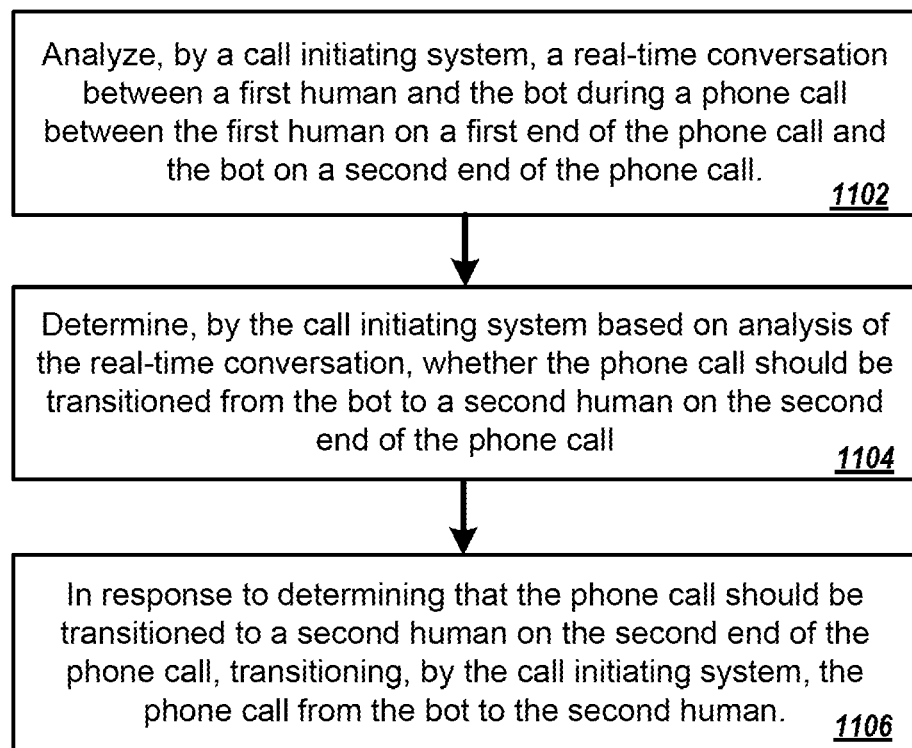 Analyze, by a call initiating system, a real-time conversation
between a first human and the bot during a phone call
between the first human on a first end of the phone call and
the bot on a second end of the phone call.
1102
Determine, by the call initiating system based on analysis of
the real-time conversation, whether the phone call should be
transitioned from the bot to a second human on the second
end of the phone call
1104
In response to determining that the phone call should be
transitioned to a second human on the second end of the
phone call, transitioning, by the call initiating system, the
phone call from the bot to the second human.
1106